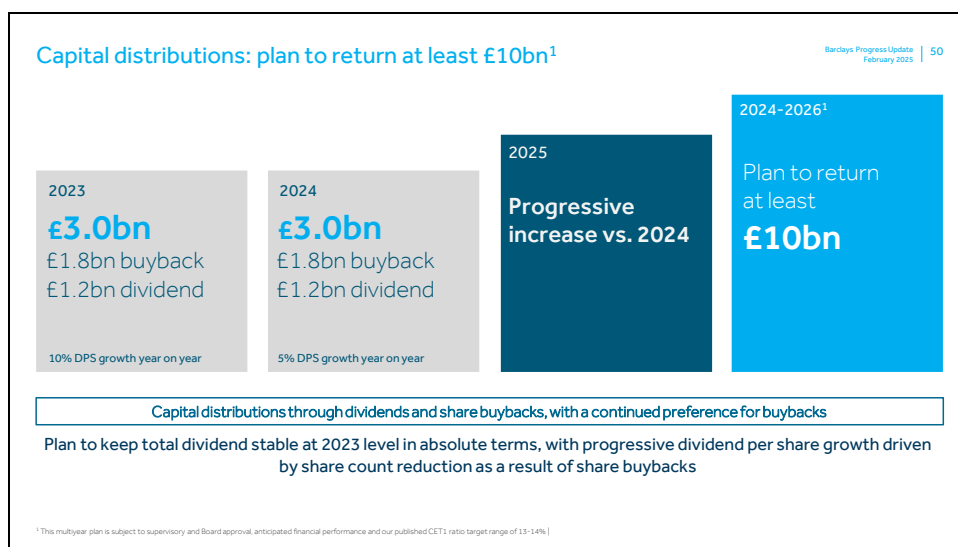 Capital distributions: plan to return at least £10bn¹
Barclays Progress Update
February 2025
50
2023
£3.0bn
£1.8bn buyback
£1.2bn dividend
10% DPS growth year on year
2024
£3.0bn
£1.8bn buyback
£1.2bn dividend
5% DPS growth year on year
2025
Progressive
increase vs. 2024
2024-2026¹
Plan to return
at least
£10bn
Capital distributions through dividends and share buybacks, with a continued preference for buybacks
Plan to keep total dividend stable at 2023 level in absolute terms, with progressive dividend per share growth driven
by share count reduction as a result of share buybacks
¹ This multiyear plan is subject to supervisory and Board approval, anticipated financial performance and our published CET1 ratio target range of 13-14% |